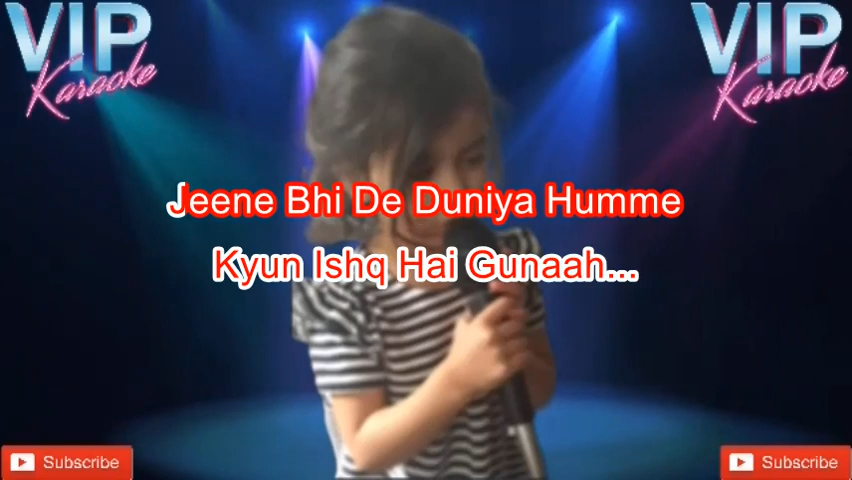 VIP VIP
Karaoke Karaoke
Jeene Bhi De Duniya Humme
Kyun Ishq Hai Gunaah...
Subscribe Subscribe